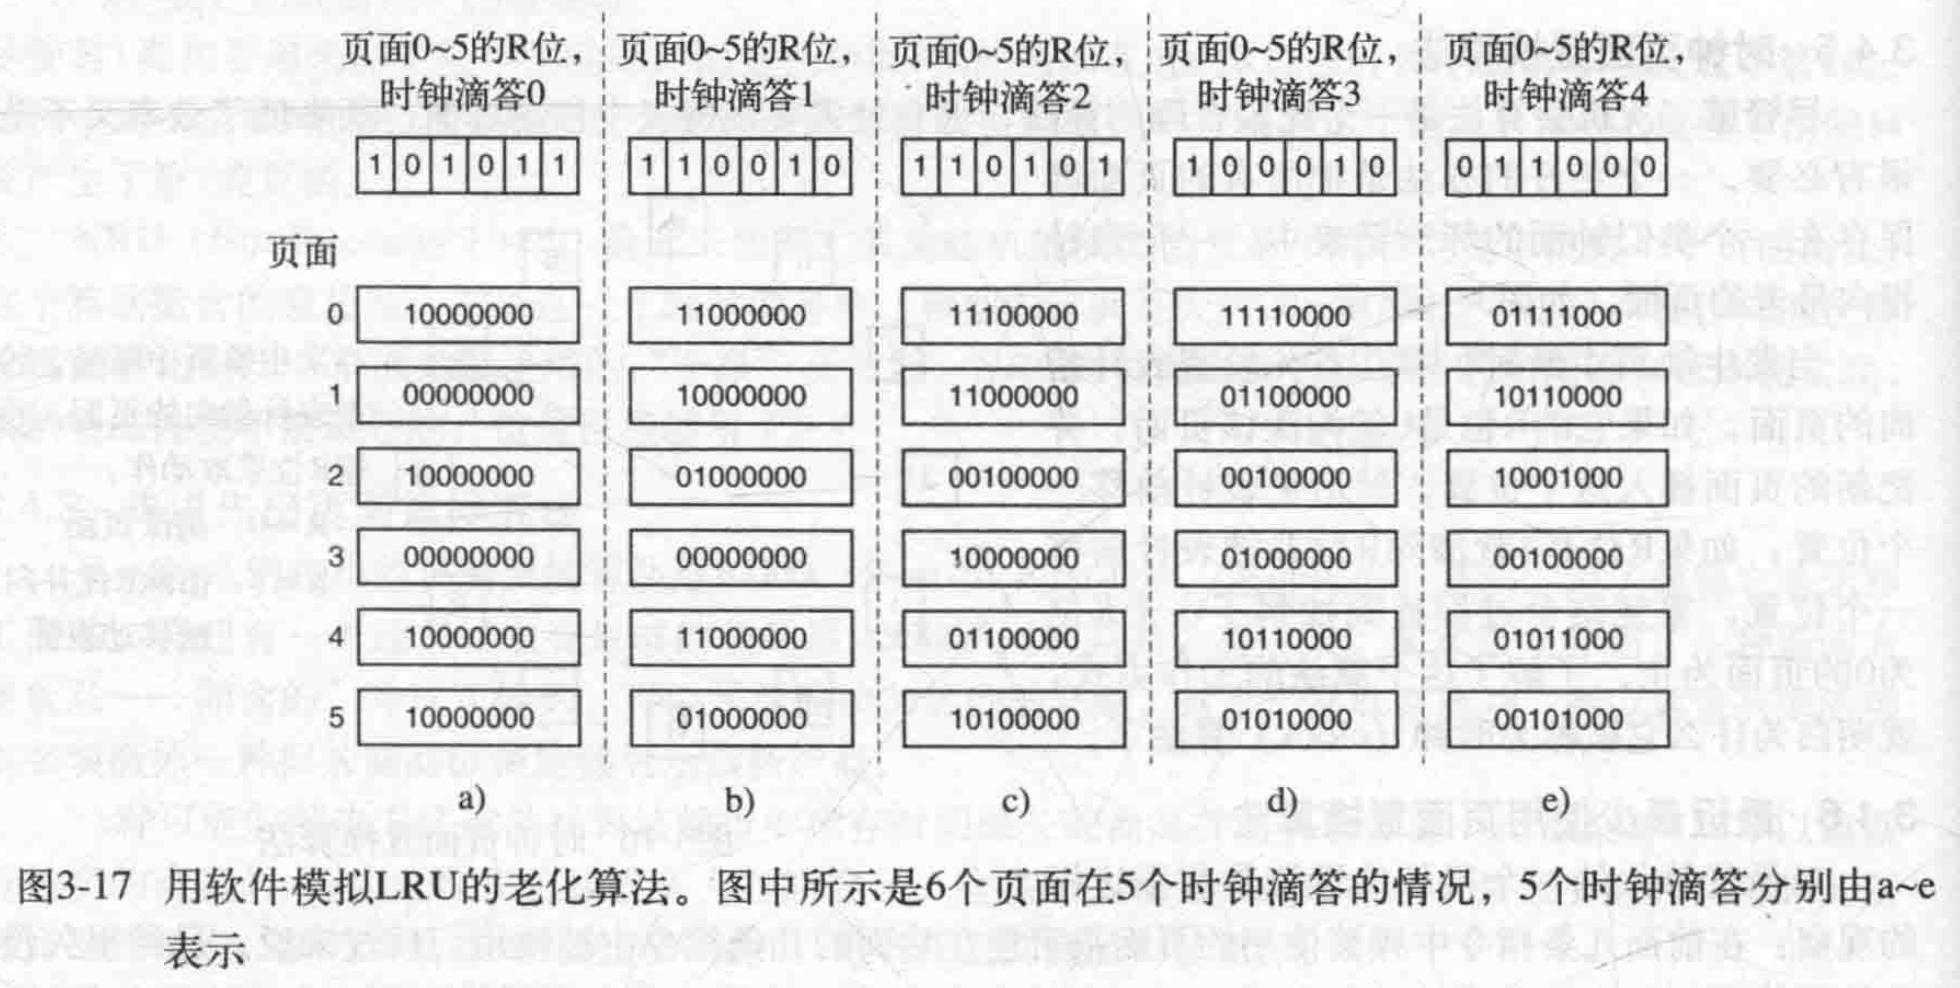 页面0~5的R位, 页面0~5的R位, 页面0~5的R位, 页面0~5的R位, 页面0~5的R位,
时钟滴答0 时钟滴答1 时钟滴答2 时钟滴答3 时钟滴答4
1 0 1 0 1 1 1 1 0 0 1 0 1 1 0 1 0 1 1 0 0 0 1 0 0 1 1 0 0 0
页面
0 10000000 11000000 11100000 11110000 01111000
1 00000000 10000000 11000000 01100000 10110000
2 10000000 01000000 00100000 00100000 10001000
3 00000000 00000000 10000000 01000000 00100000
4 10000000 11000000 01100000 10110000 01011000
5 10000000 01000000 10100000 01010000 00101000
a) b) c) d) e)
图3-17 用软件模拟LRU的老化算法。图中所示是6个页面在5个时钟滴答的情况，5个时钟滴答分别由a~e
表示